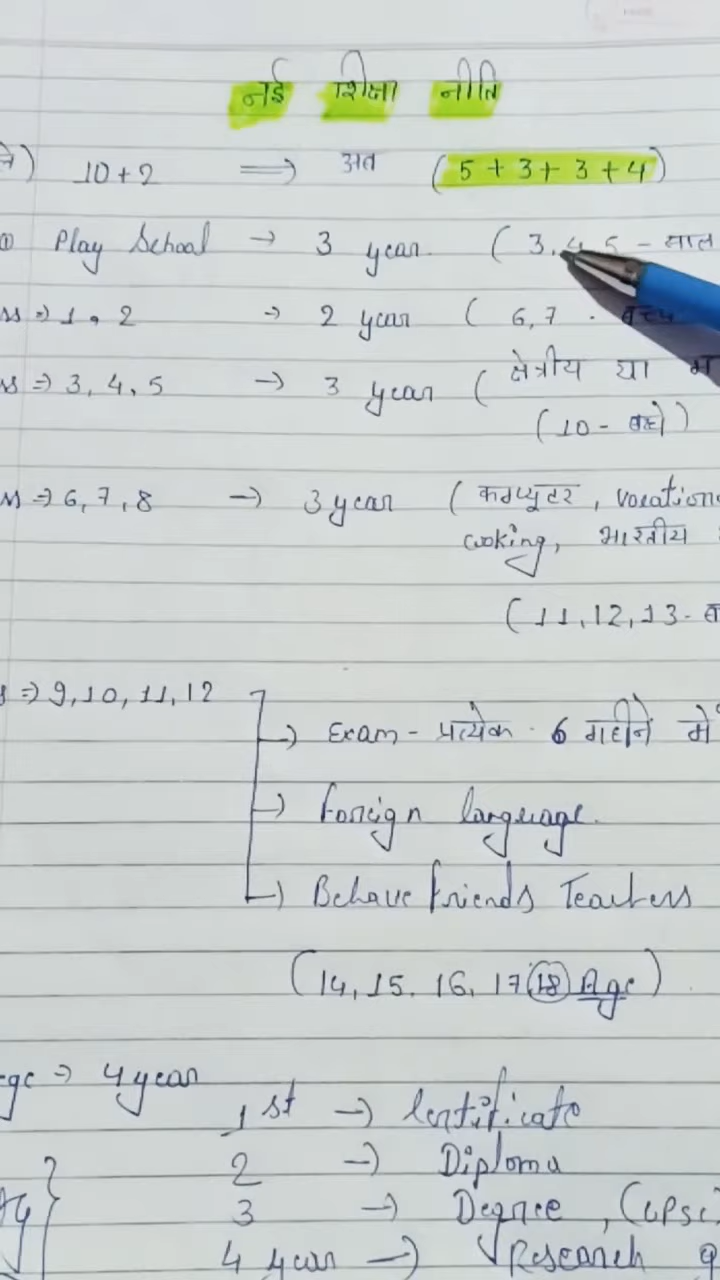 नई शिक्षा नीति
10+2 ⟹ अब (5+3+3+4)
① Play School → 3 year (3,4,5 - साल
⇒ 1, 2 → 2 year (6,7
⇒ 3, 4, 5 → 3 year ( क्षेत्रीय या
(10 -
⇒ 6, 7, 8 → 3 year ( कम्प्यूटर,
cooking, भारतीय
(11,12,13-
⇒ 9, 10, 11, 12
→ Exam - प्रत्येक 6 महीने में
→ Foreign language.
→ Behave friends Teachers
(14, 15, 16, 17 18 Age)
⇒ 4 year
1st → Certificate
2 → Diploma
3 → Degree, (UPSC
4 year → Research